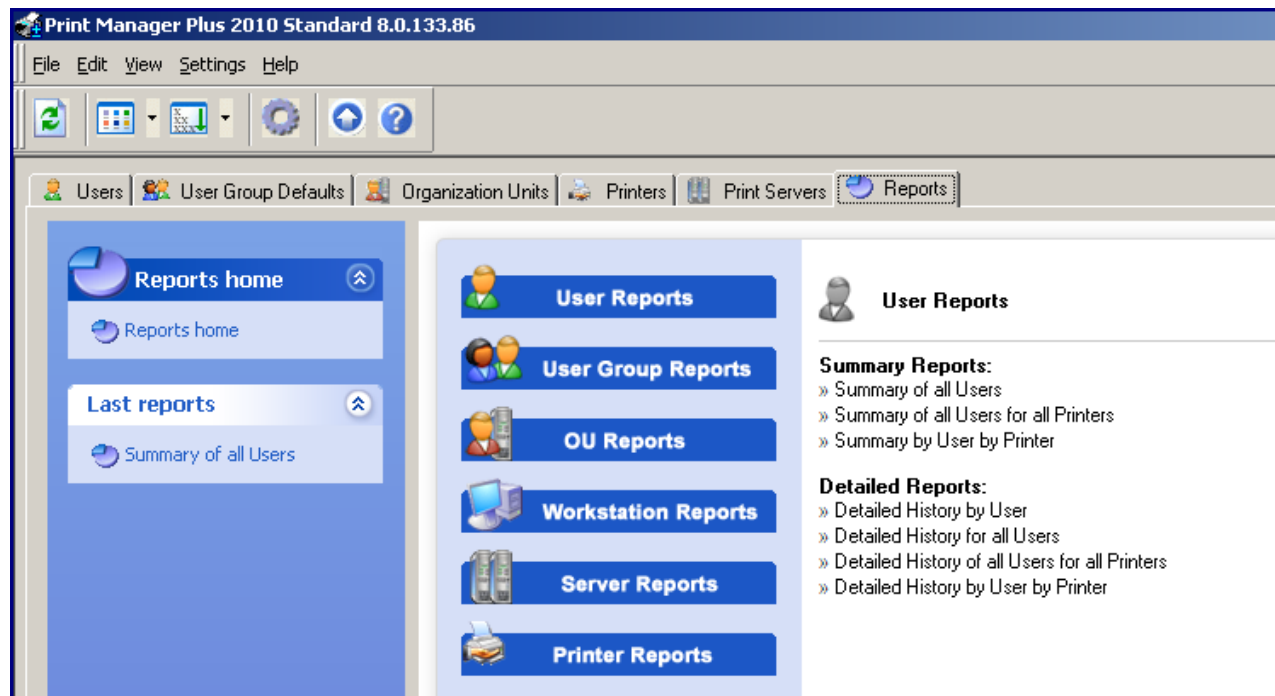 Print Manager Plus 2010 Standard 8.0.133.86
File Edit View Settings Help
Users User Group Defaults Organization Units Printers Print Servers Reports
Reports home
Reports home
Last reports
Summary of all Users
User Reports
User Group Reports
OU Reports
Workstation Reports
Server Reports
Printer Reports
User Reports
Summary Reports:
» Summary of all Users
» Summary of all Users for all Printers
» Summary by User by Printer
Detailed Reports:
» Detailed History by User
» Detailed History for all Users
» Detailed History of all Users for all Printers
» Detailed History by User by Printer